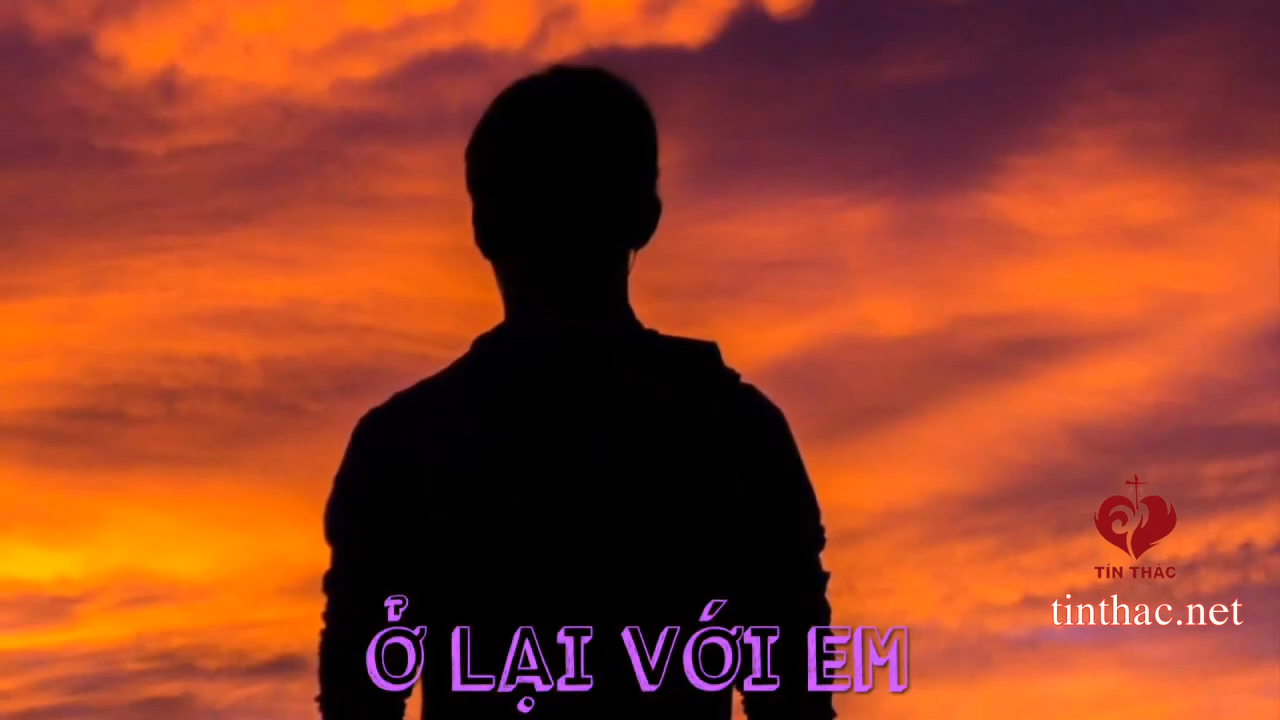 TÍN THÁC
tinthac.net
Ở LẠI VỚI EM